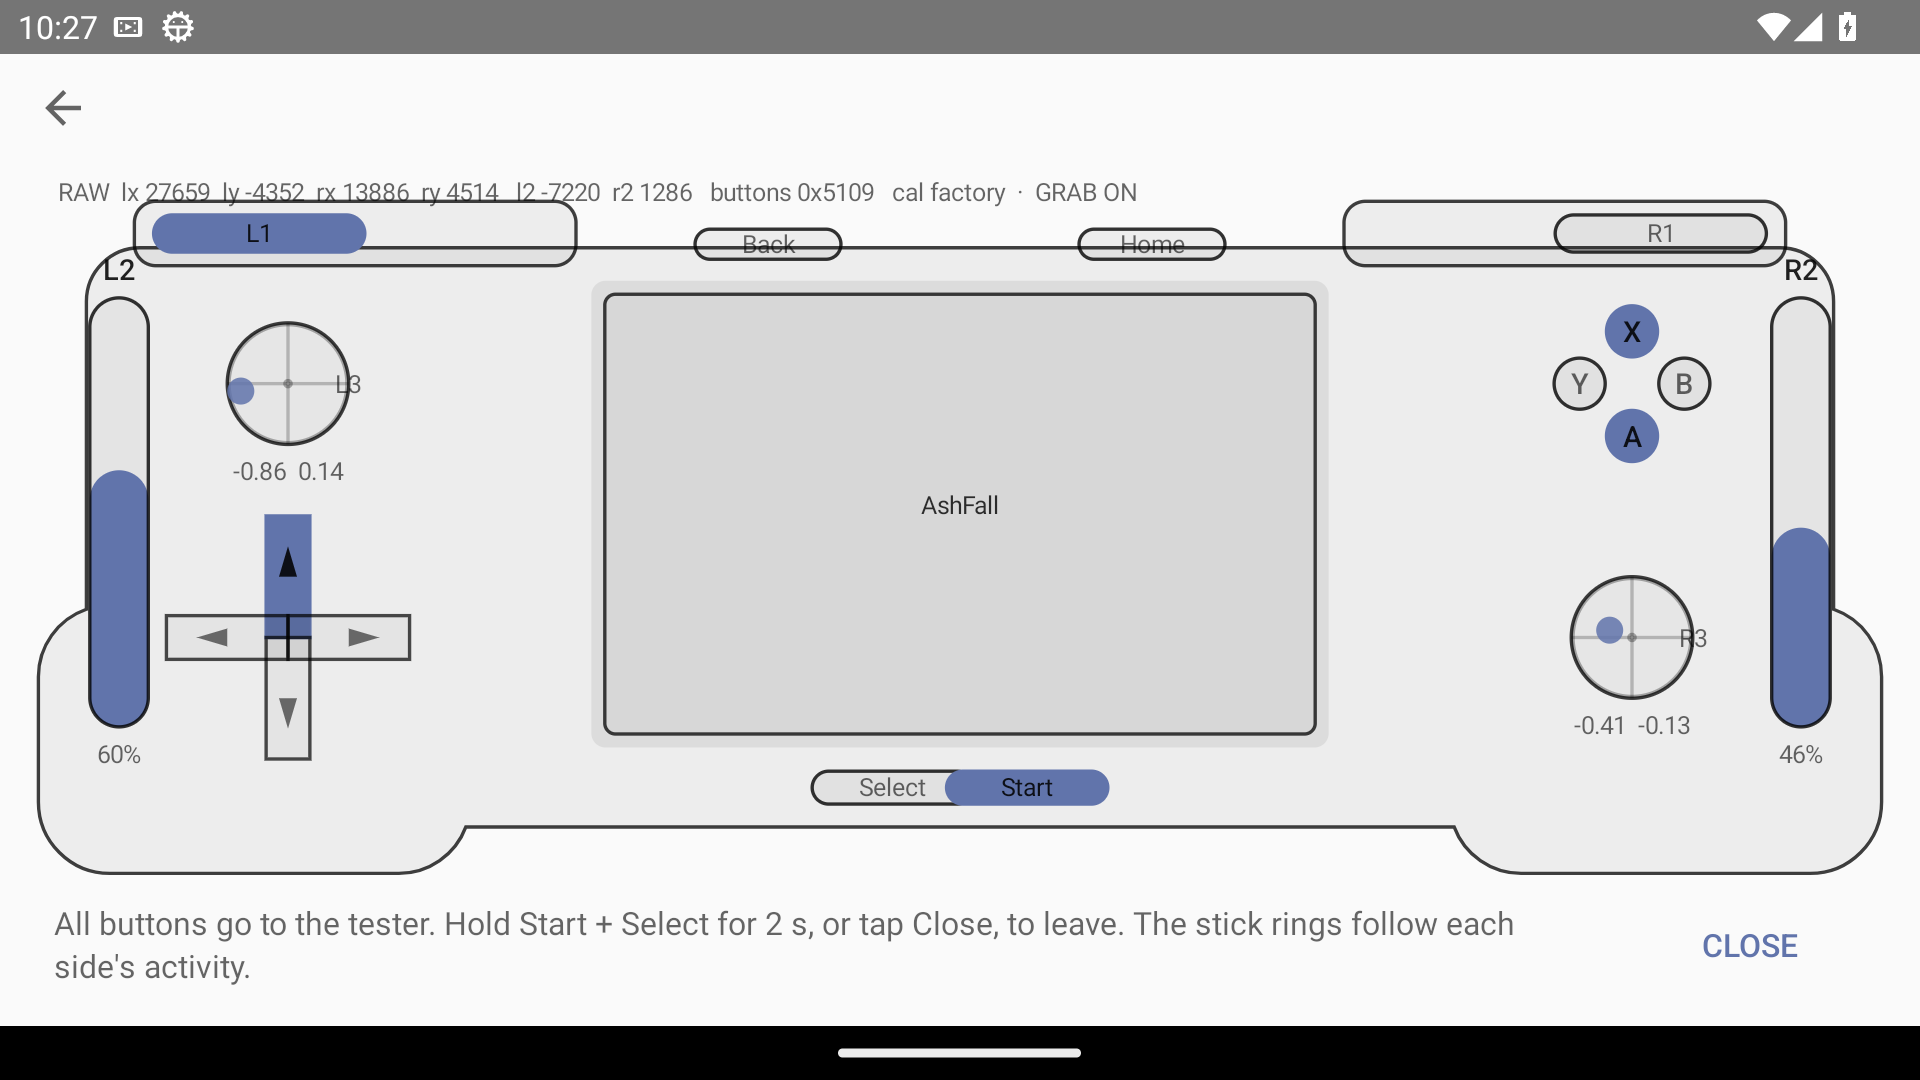 10:27
RAW lx 27659 ly -4352 rx 13886 ry 4514 l2 -7220 r2 1286 buttons 0x5109 cal factory · GRAB ON
L1
R1
Back
Home
L2
R2
X
L3
Y
B
A
-0.86 0.14
AshFall
R3
-0.41 -0.13
60%
46%
Select
Start
All buttons go to the tester. Hold Start + Select for 2 s, or tap Close, to leave. The stick rings follow each
side's activity.
CLOSE